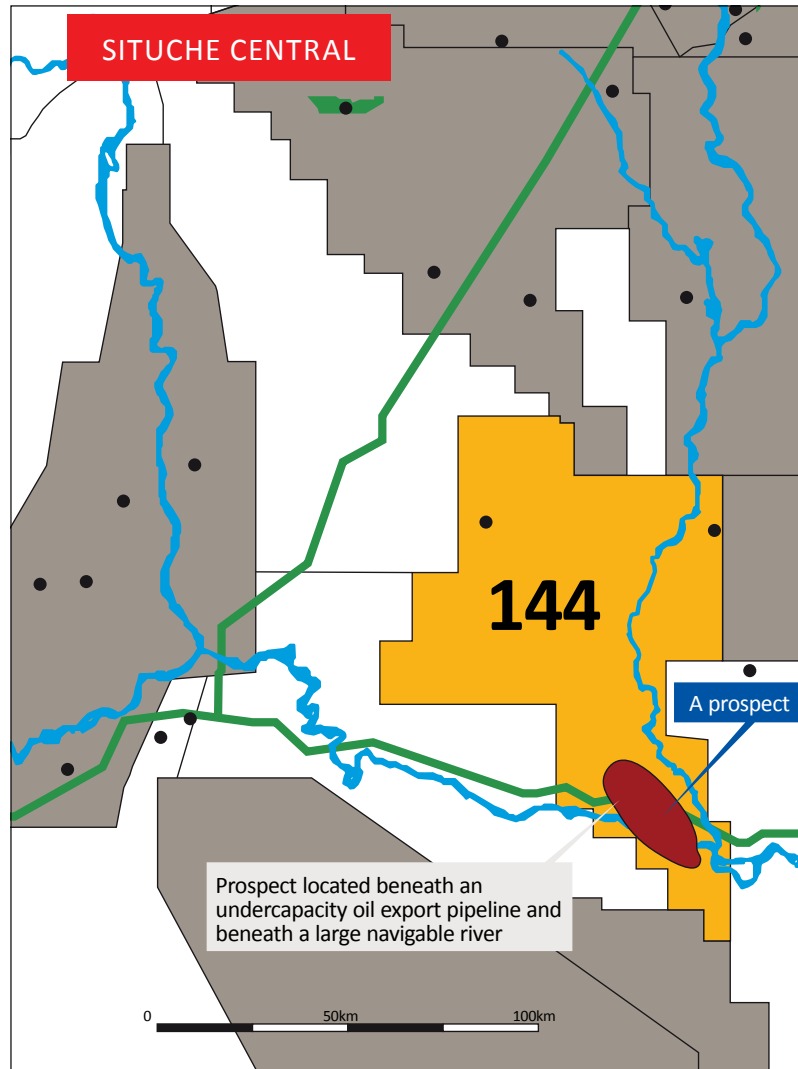 SITUCHE CENTRAL
144
A prospect
Prospect located beneath an
undercapacity oil export pipeline and
beneath a large navigable river
0 50km 100km